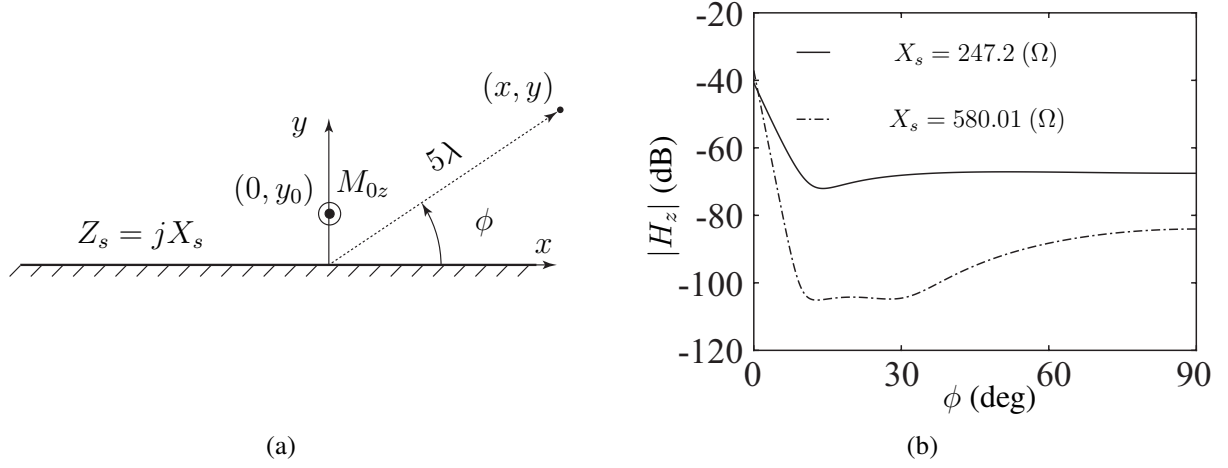 (x, y)
y
5λ
(0, y₀) M₀z
ϕ
Zₛ = jXₛ
x
(a)
-20
-40
-60
-80
-100
-120
|H_z| (dB)
Xₛ = 247.2 (Ω)
Xₛ = 580.01 (Ω)
0 30 60 90
ϕ (deg)
(b)